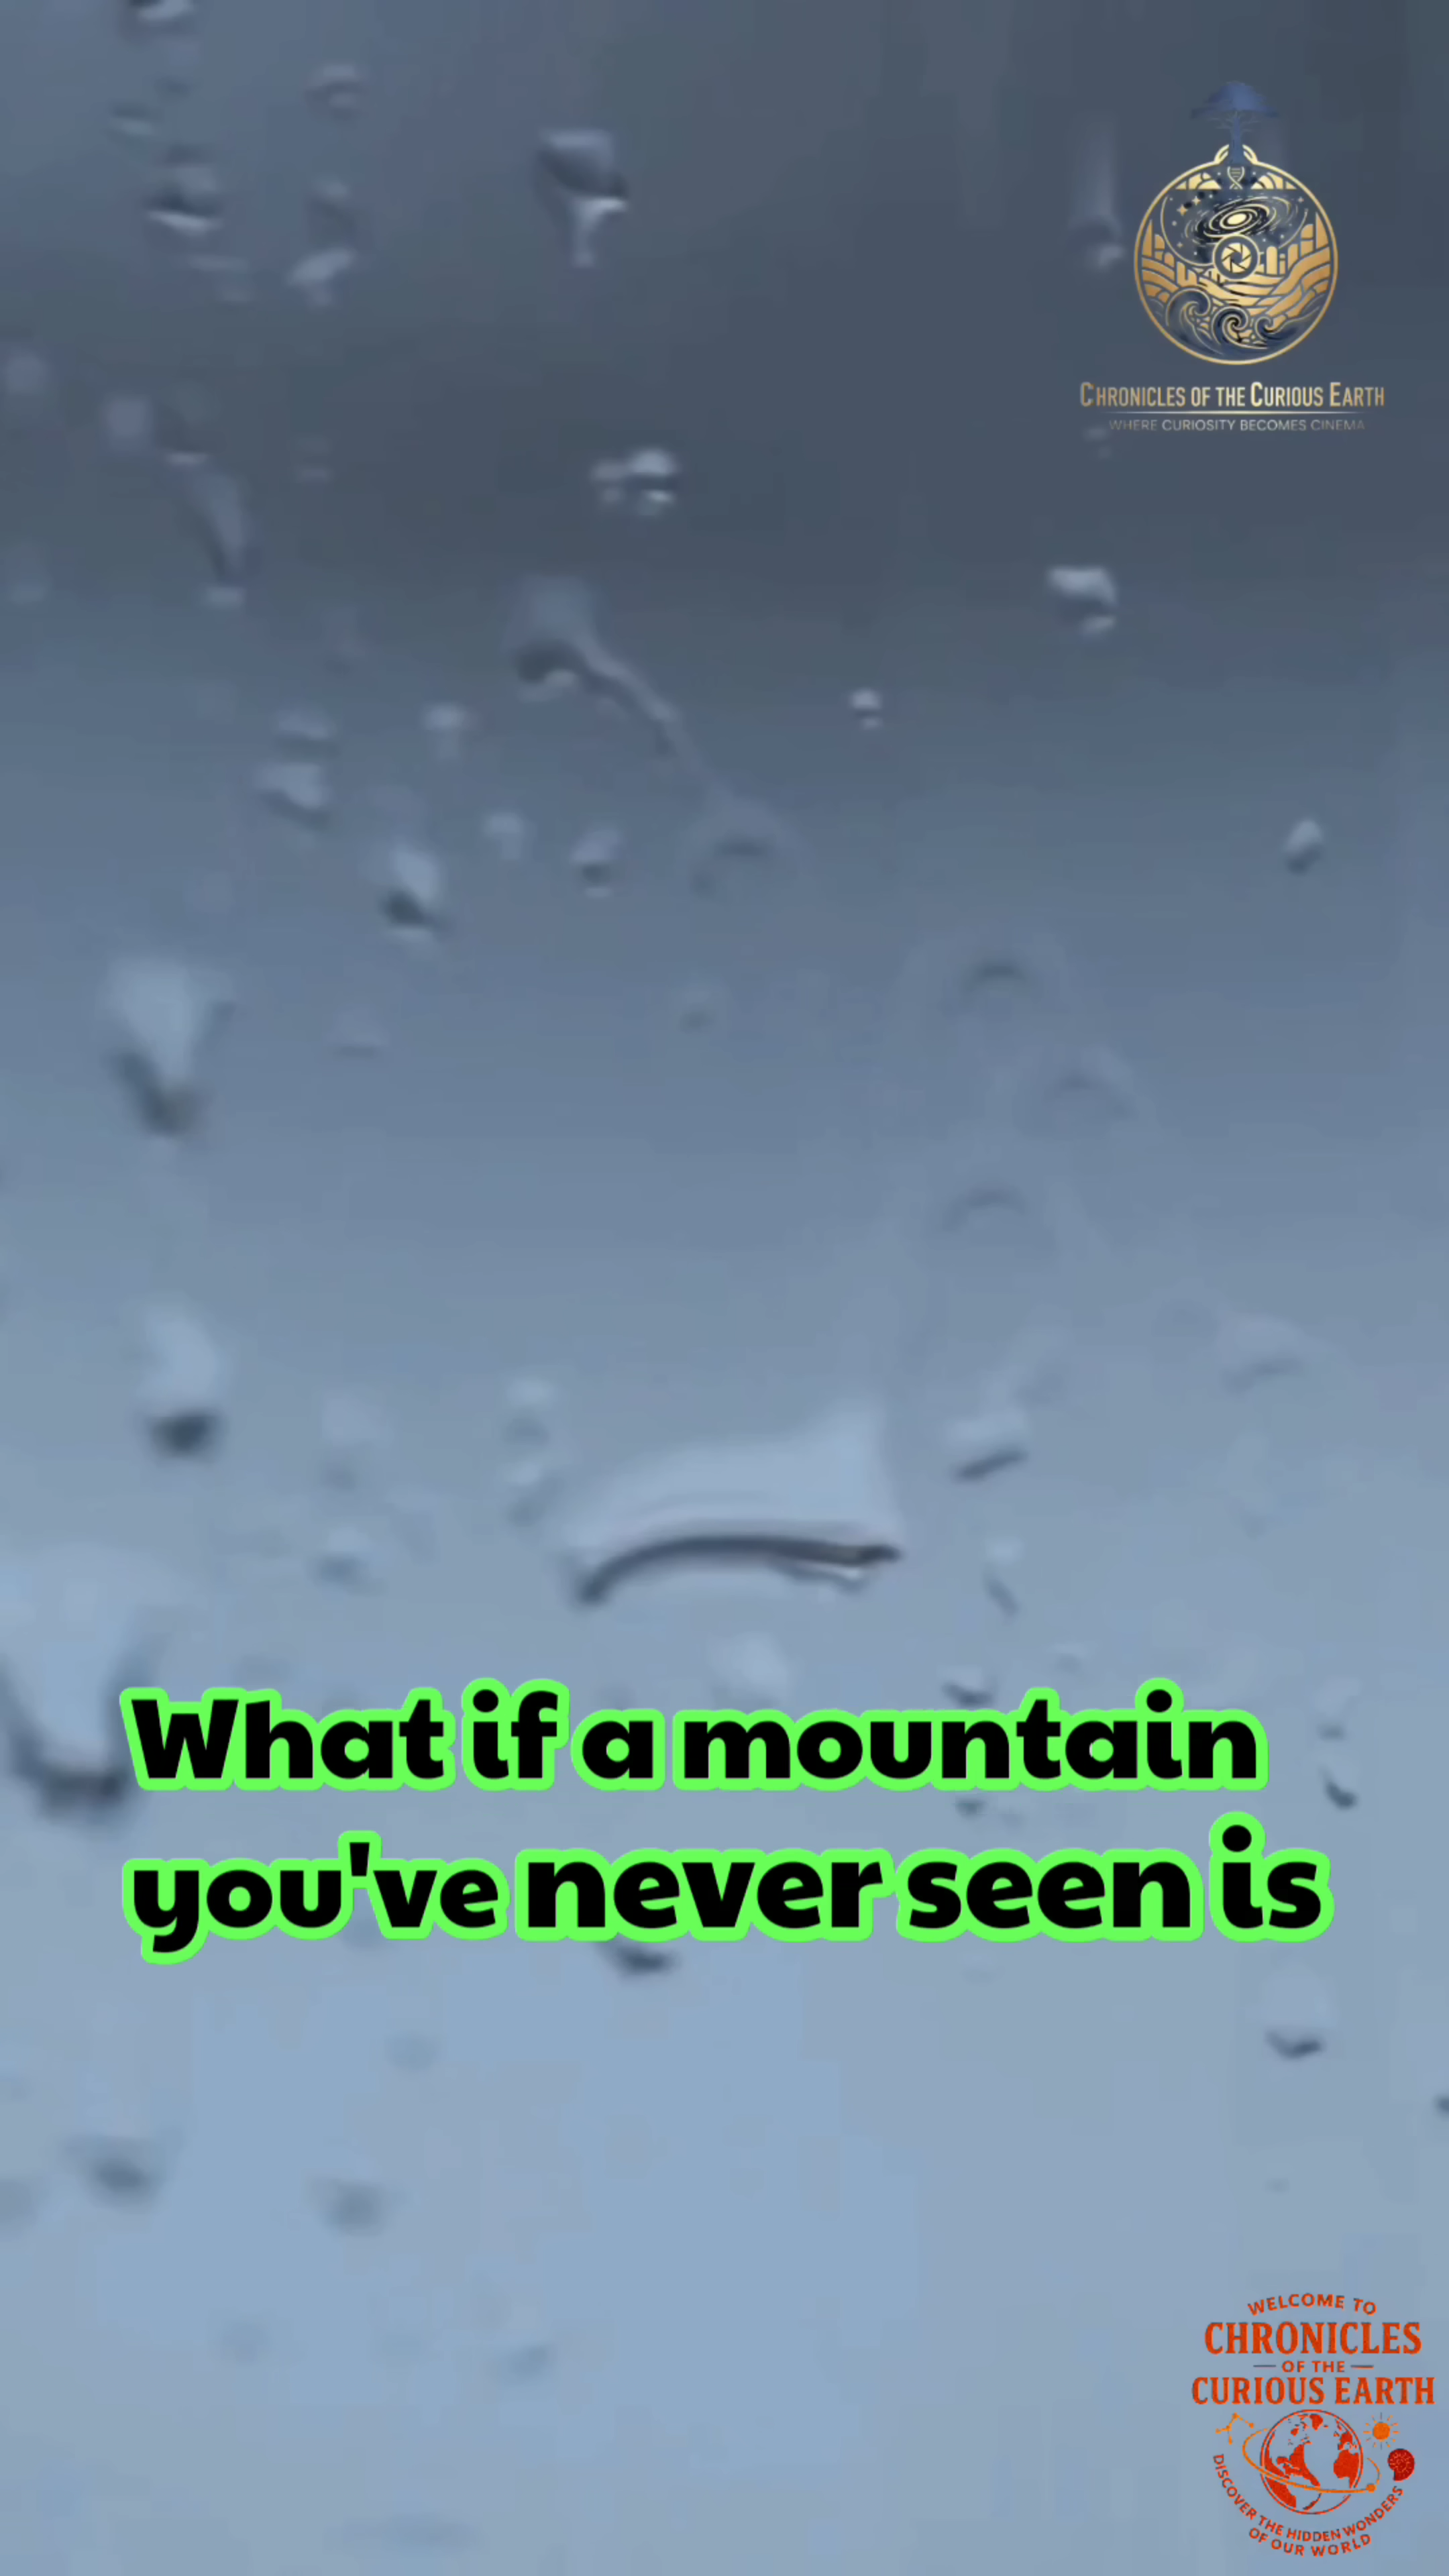 CHRONICLES OF THE CURIOUS EARTH
WHERE CURIOSITY BECOMES CINEMA
What if a mountain
you've never seen is
WELCOME TO
CHRONICLES
OF THE
CURIOUS EARTH
DISCOVER THE HIDDEN WONDERS
OF OUR WORLD